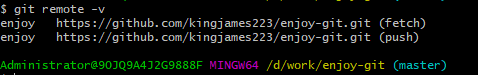 $ git remote -v
enjoy   https://github.com/kingjames223/enjoy-git.git (fetch)
enjoy   https://github.com/kingjames223/enjoy-git.git (push)
Administrator@9OJQ9A4J2G9888F MINGW64 /d/work/enjoy-git (master)